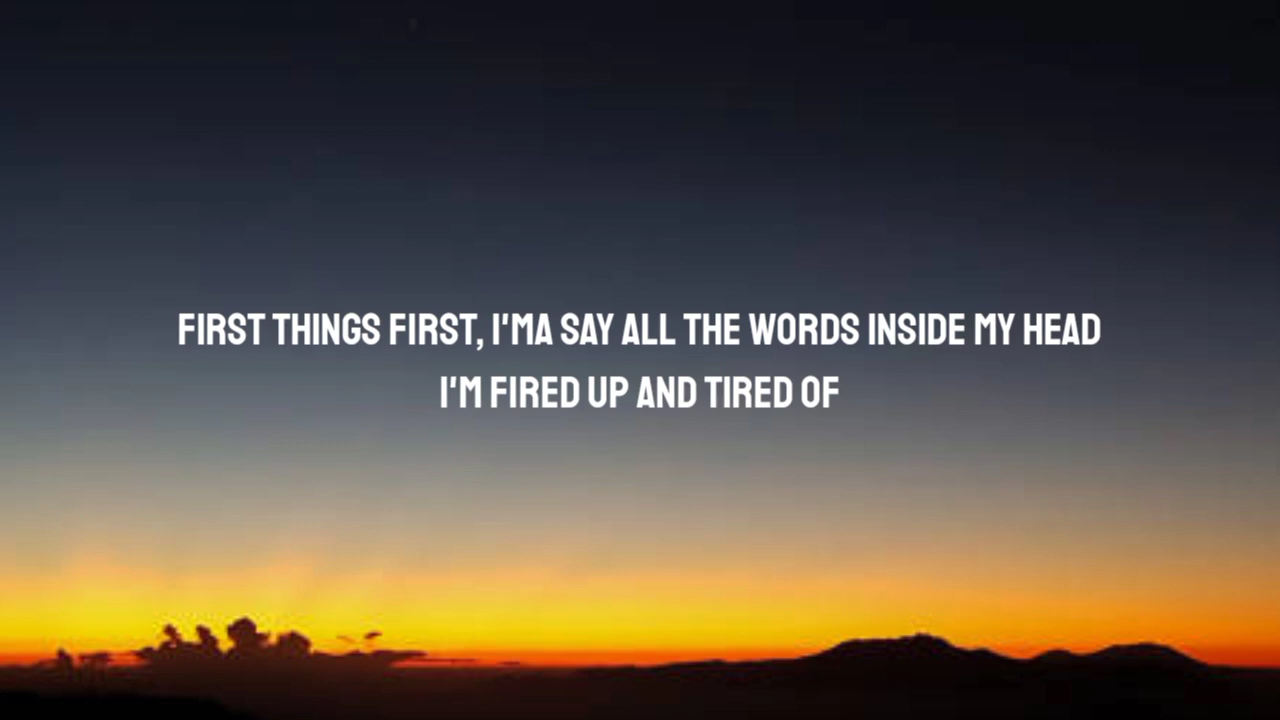 FIRST THINGS FIRST, I'MA SAY ALL THE WORDS INSIDE MY HEAD
I'M FIRED UP AND TIRED OF